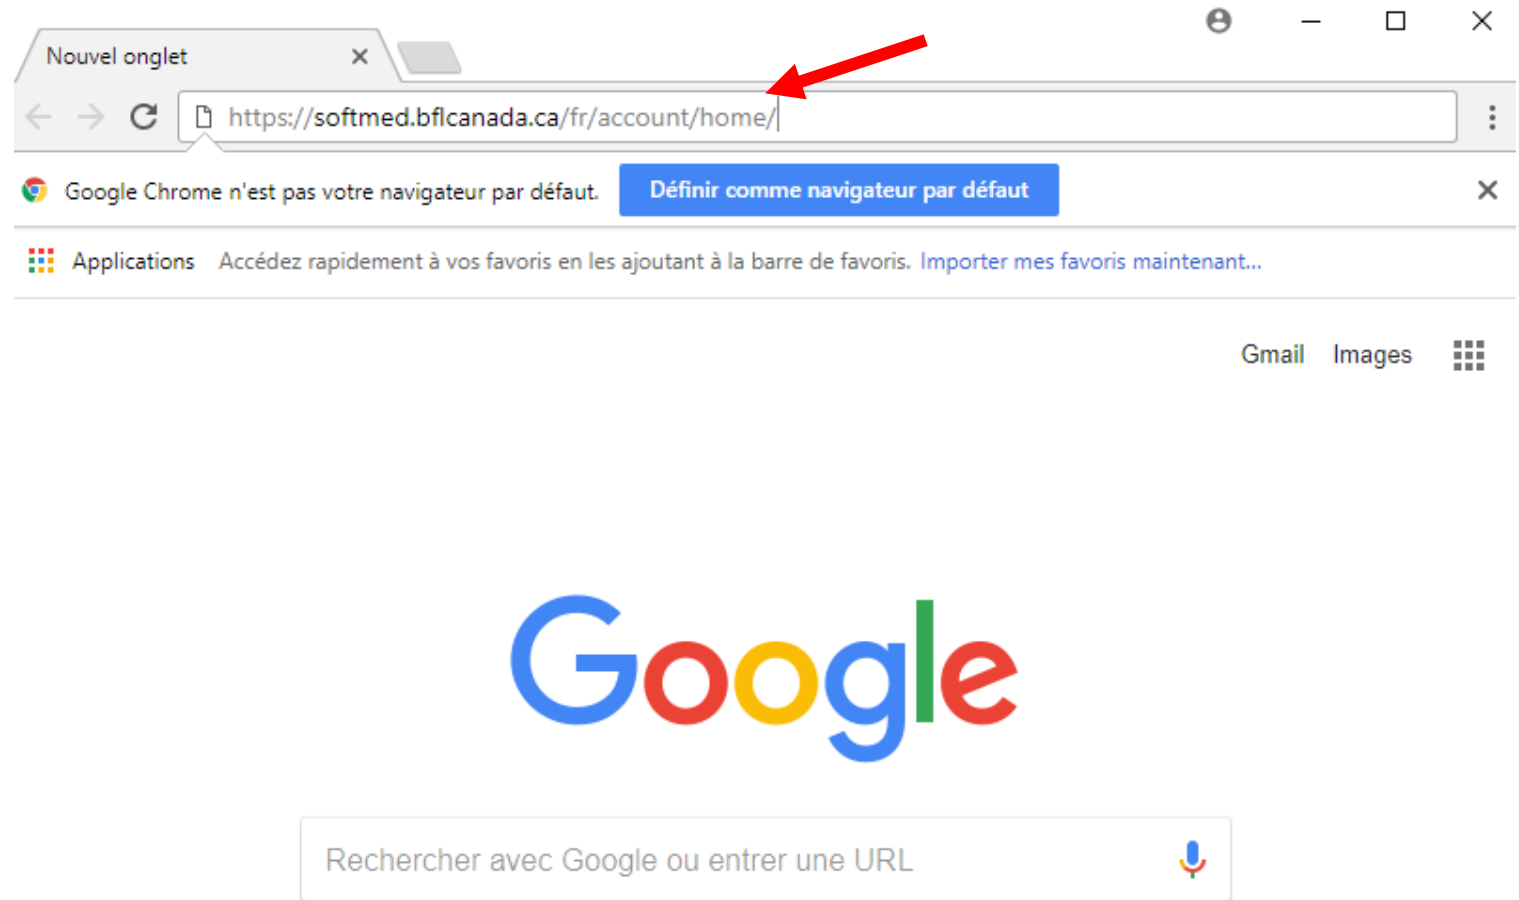 Nouvel onglet
https://softmed.bflcanada.ca/fr/account/home/
Google Chrome n'est pas votre navigateur par défaut. Définir comme navigateur par défaut
Applications Accédez rapidement à vos favoris en les ajoutant à la barre de favoris. Importer mes favoris maintenant...
Gmail Images
Google
Rechercher avec Google ou entrer une URL